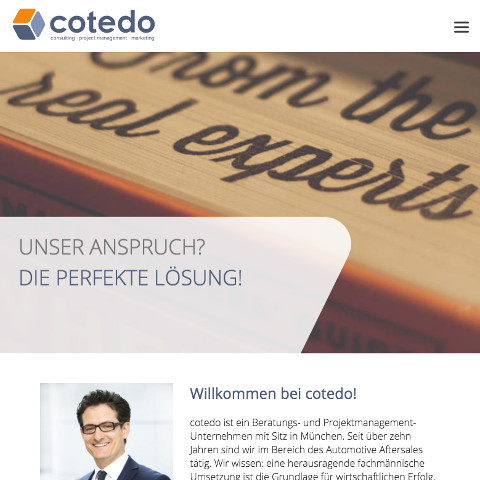 cotedo
consulting · project management · marketing
From the
real experts
UNSER ANSPRUCH?
DIE PERFEKTE LÖSUNG!
Willkommen bei cotedo!
cotedo ist ein Beratungs- und Projektmanagement-
Unternehmen mit Sitz in München. Seit über zehn
Jahren sind wir im Bereich des Automotive Aftersales
tätig. Wir wissen: eine herausragende fachmännische
Umsetzung ist die Grundlage für wirtschaftlichen Erfolg.